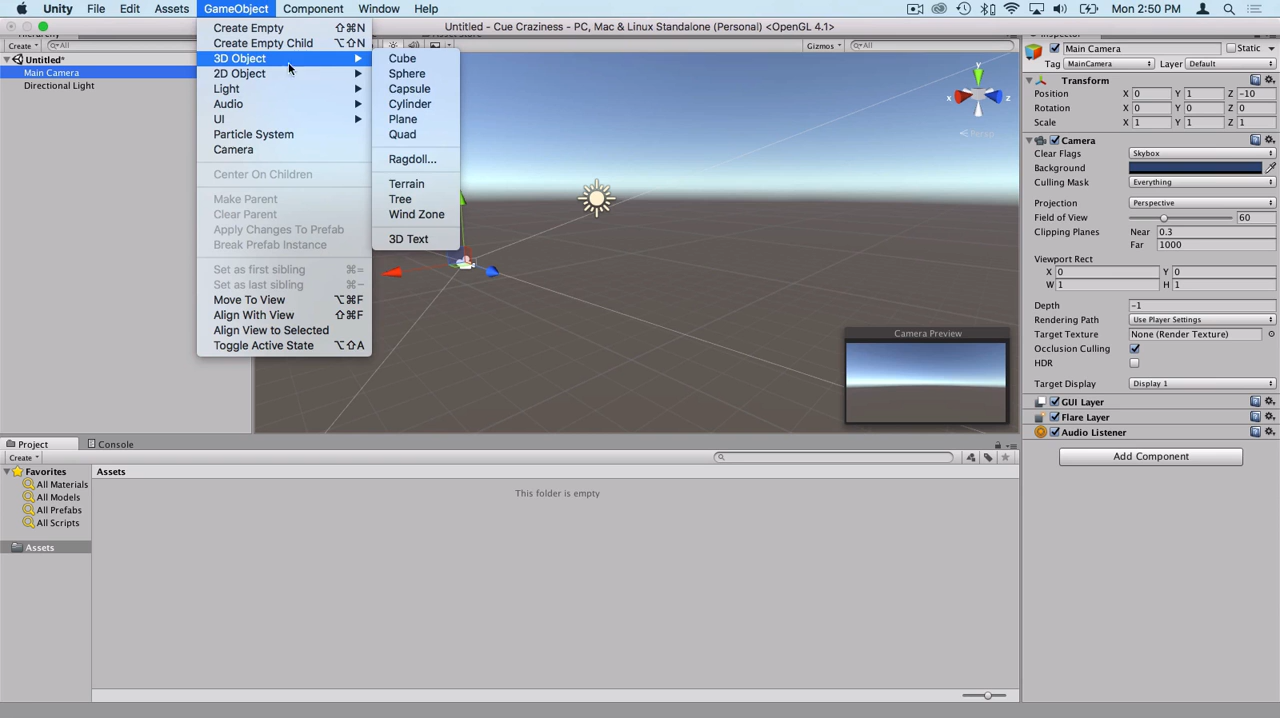 Unity File Edit Assets GameObject Component Window Help Mon 2:50 PM
Untitled - Cue Craziness - PC, Mac & Linux Standalone (Personal) <OpenGL 4.1>
Create All
Untitled*
Main Camera
Directional Light
Create Empty ⇧⌘N
Create Empty Child ⌥⇧N
3D Object
2D Object
Light
Audio
UI
Particle System
Camera
Center On Children
Make Parent
Clear Parent
Apply Changes To Prefab
Break Prefab Instance
Set as first sibling ⌘=
Set as last sibling ⌘-
Move To View ⌥⌘F
Align With View ⇧⌘F
Align View to Selected
Toggle Active State ⌥⇧A
Cube
Sphere
Capsule
Cylinder
Plane
Quad
Ragdoll...
Terrain
Tree
Wind Zone
3D Text
Gizmos All
y
x z
Persp
Camera Preview
Inspector
Main Camera Static
Tag MainCamera Layer Default
Transform
Position X 0 Y 1 Z -10
Rotation X 0 Y 0 Z 0
Scale X 1 Y 1 Z 1
Camera
Clear Flags Skybox
Background
Culling Mask Everything
Projection Perspective
Field of View 60
Clipping Planes Near 0.3
Far 1000
Viewport Rect
X 0 Y 0
W 1 H 1
Depth -1
Rendering Path Use Player Settings
Target Texture None (Render Texture)
Occlusion Culling
HDR
Target Display Display 1
GUI Layer
Flare Layer
Audio Listener
Add Component
Project Console
Create
Favorites
All Materials
All Models
All Prefabs
All Scripts
Assets
Assets
This folder is empty